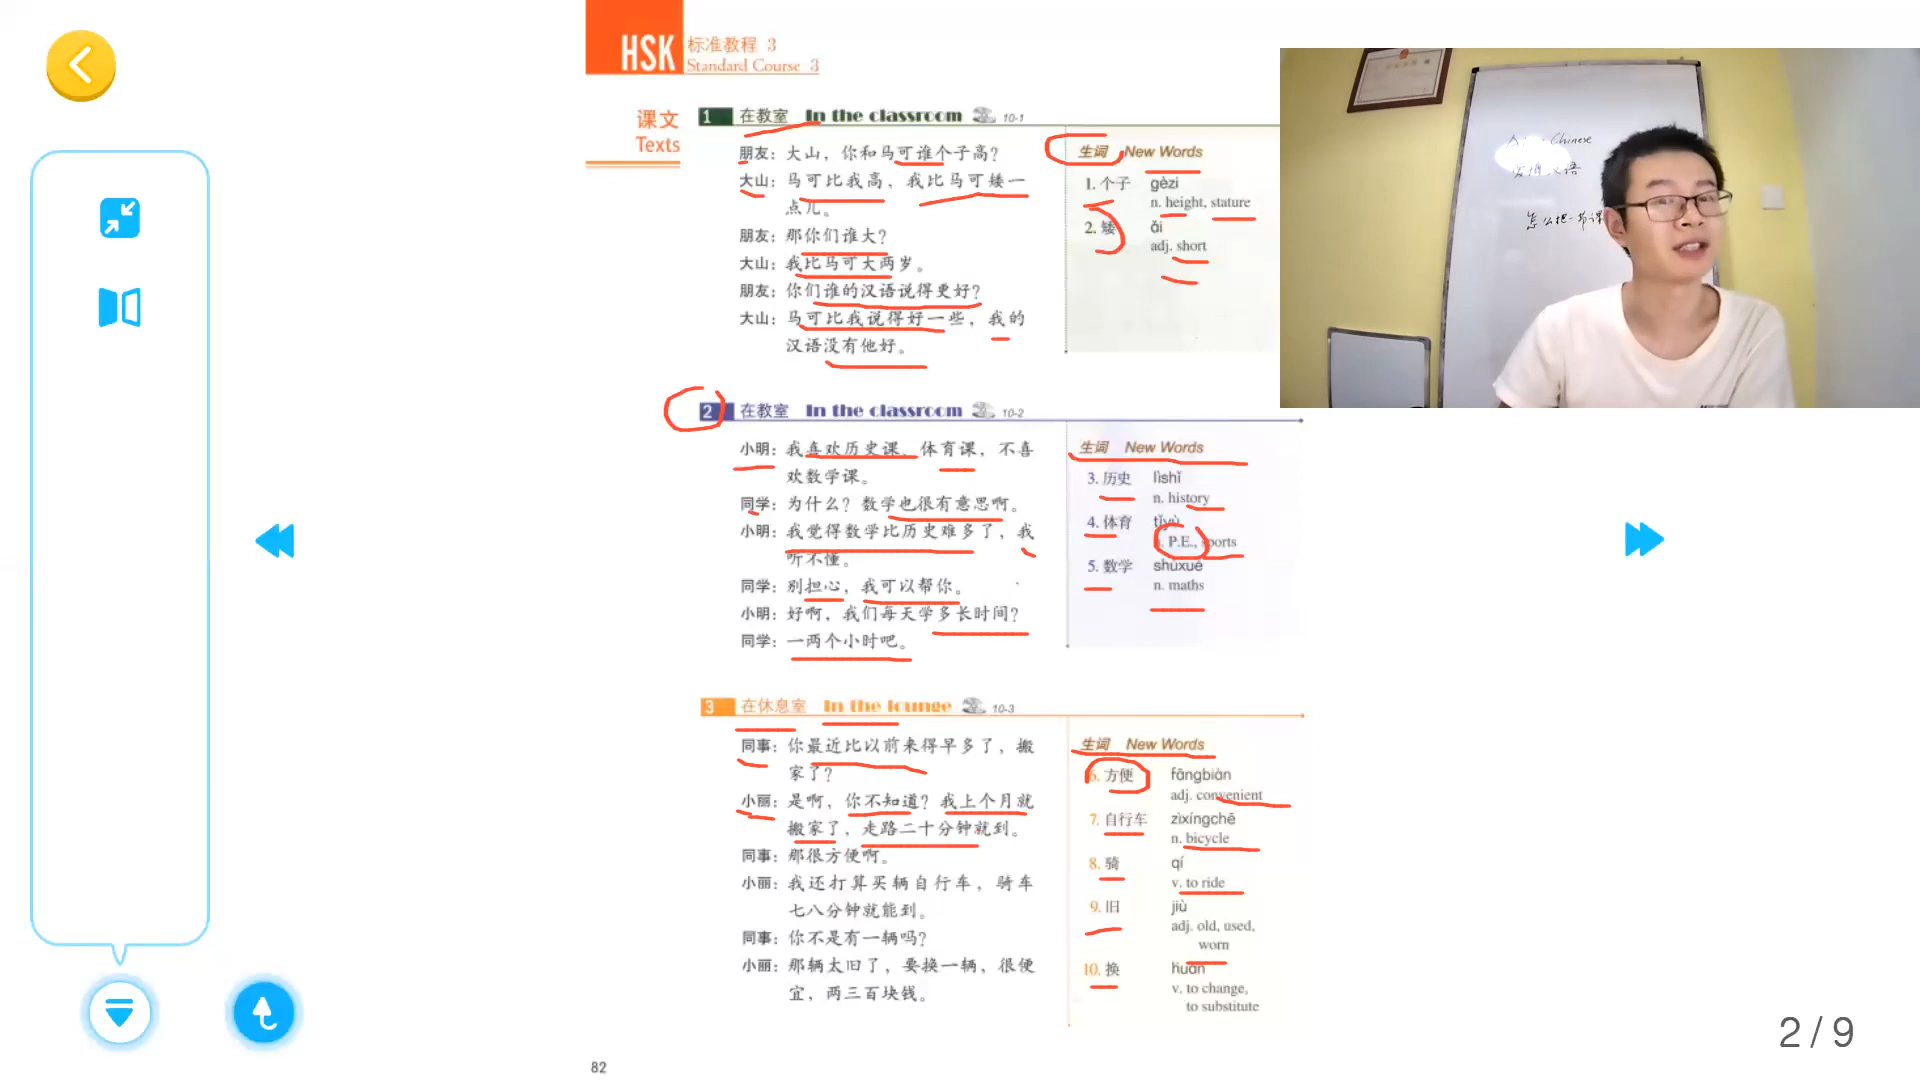 HSK 标准教程 3
Standard Course 3
课文
Texts
1 在教室 In the classroom 10-1
朋友：大山，你和马可谁个子高？
大山：马可比我高，我比马可矮一
点儿。
朋友：那你们谁大？
大山：我比马可大两岁。
朋友：你们谁的汉语说得更好？
大山：马可比我说得好一些，我的
汉语没有他好。
生词 New Words
1. 个子 gèzi
n. height, stature
2. 矮 ǎi
adj. short
Chinese
汉语
怎么把一节课
2 在教室 In the classroom 10-2
小明：我喜欢历史课、体育课，不喜
欢数学课。
同学：为什么？数学也很有意思啊。
小明：我觉得数学比历史难多了，我
听不懂。
同学：别担心，我可以帮你。
小明：好啊，我们每天学多长时间？
同学：一两个小时吧。
生词 New Words
3. 历史 lìshǐ
n. history
4. 体育 tǐyù
n. P.E., sports
5. 数学 shùxué
n. maths
3 在休息室 In the lounge 10-3
同事：你最近比以前来得早多了，搬
家了？
小丽：是啊，你不知道？我上个月就
搬家了，走路二十分钟就到。
同事：那很方便啊。
小丽：我还打算买辆自行车，骑车
七八分钟就能到。
同事：你不是有一辆吗？
小丽：那辆太旧了，要换一辆，很便
宜，两三百块钱。
生词 New Words
6. 方便 fāngbiàn
adj. convenient
7. 自行车 zìxíngchē
n. bicycle
8. 骑 qí
v. to ride
9. 旧 jiù
adj. old, used,
worn
10. 换 huàn
v. to change,
to substitute
82
2 / 9